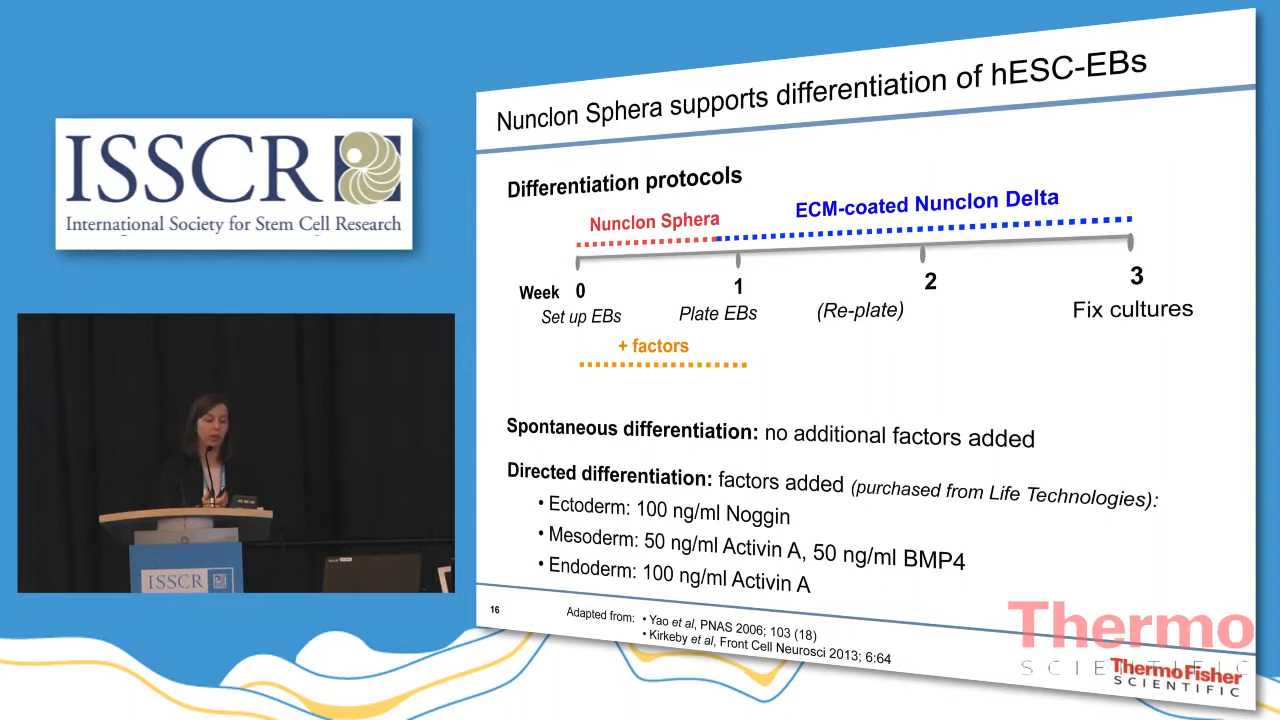 ISSCR
International Society for Stem Cell Research
ISSCR
Nunclon Sphera supports differentiation of hESC-EBs
Differentiation protocols
Nunclon Sphera
ECM-coated Nunclon Delta
Week 0 1 2 3
Set up EBs Plate EBs (Re-plate) Fix cultures
+ factors
Spontaneous differentiation: no additional factors added
Directed differentiation: factors added (purchased from Life Technologies):
• Ectoderm: 100 ng/ml Noggin
• Mesoderm: 50 ng/ml Activin A, 50 ng/ml BMP4
• Endoderm: 100 ng/ml Activin A
16
Adapted from: • Yao et al, PNAS 2006; 103 (18)
• Kirkeby et al, Front Cell Neurosci 2013; 6:64
Thermo
SCIENTIFIC
ThermoFisher
SCIENTIFIC